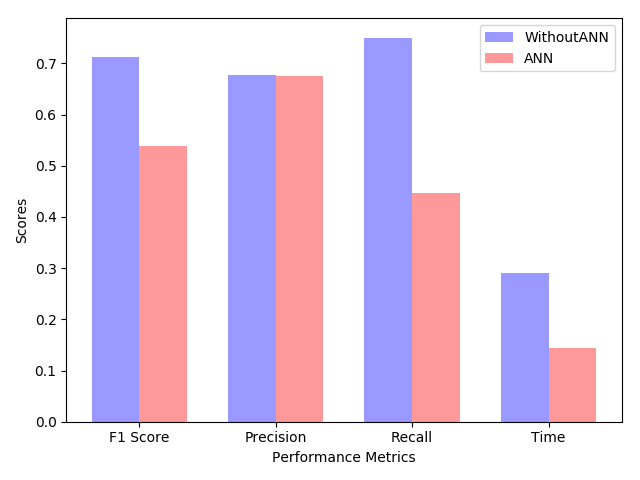 WithoutANN
ANN
Scores
0.7
0.6
0.5
0.4
0.3
0.2
0.1
0.0
F1 Score Precision Recall Time
Performance Metrics